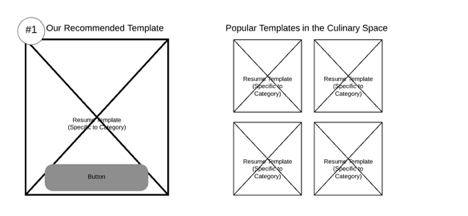 #1 Our Recommended Template
Resume Template
(Specific to Category)
Button
Popular Templates in the Culinary Space
Resume Template
(Specific to
Category)
Resume Template
(Specific to
Category)
Resume Template
(Specific to
Category)
Resume Template
(Specific to
Category)